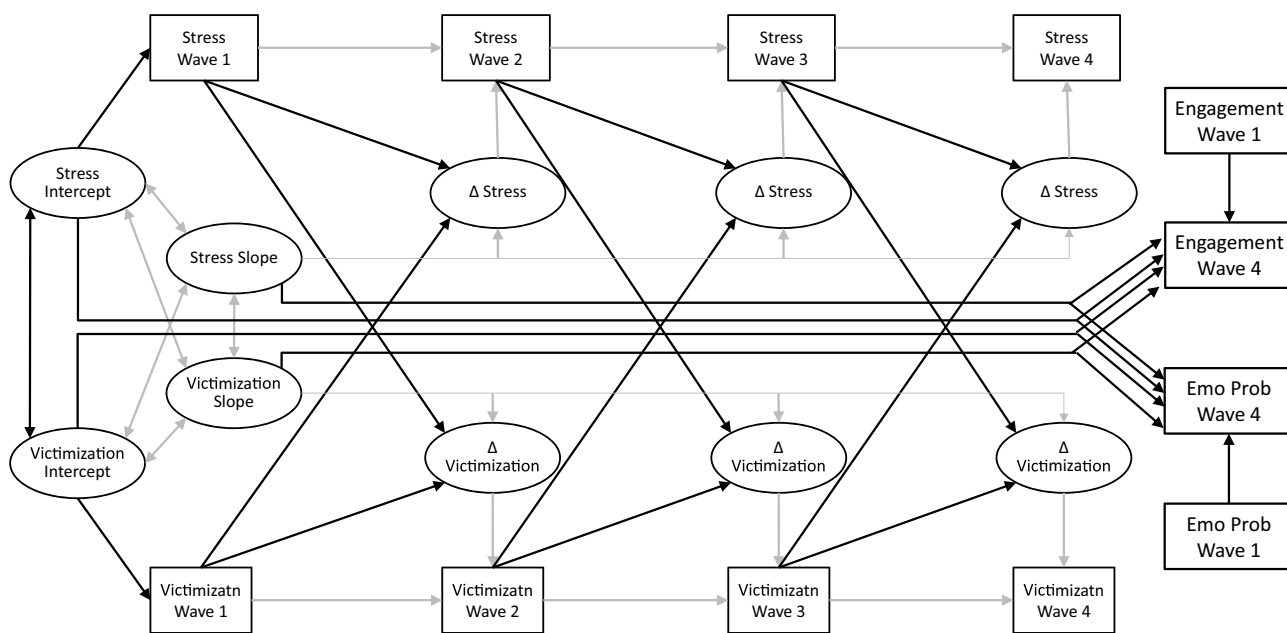 Stress
Wave 1
Stress
Wave 2
Stress
Wave 3
Stress
Wave 4
Engagement
Wave 1
Stress
Intercept
Δ Stress
Δ Stress
Δ Stress
Stress Slope
Engagement
Wave 4
Victimization
Slope
Emo Prob
Wave 4
Victimization
Intercept
Δ
Victimization
Δ
Victimization
Δ
Victimization
Emo Prob
Wave 1
Victimizatn
Wave 1
Victimizatn
Wave 2
Victimizatn
Wave 3
Victimizatn
Wave 4